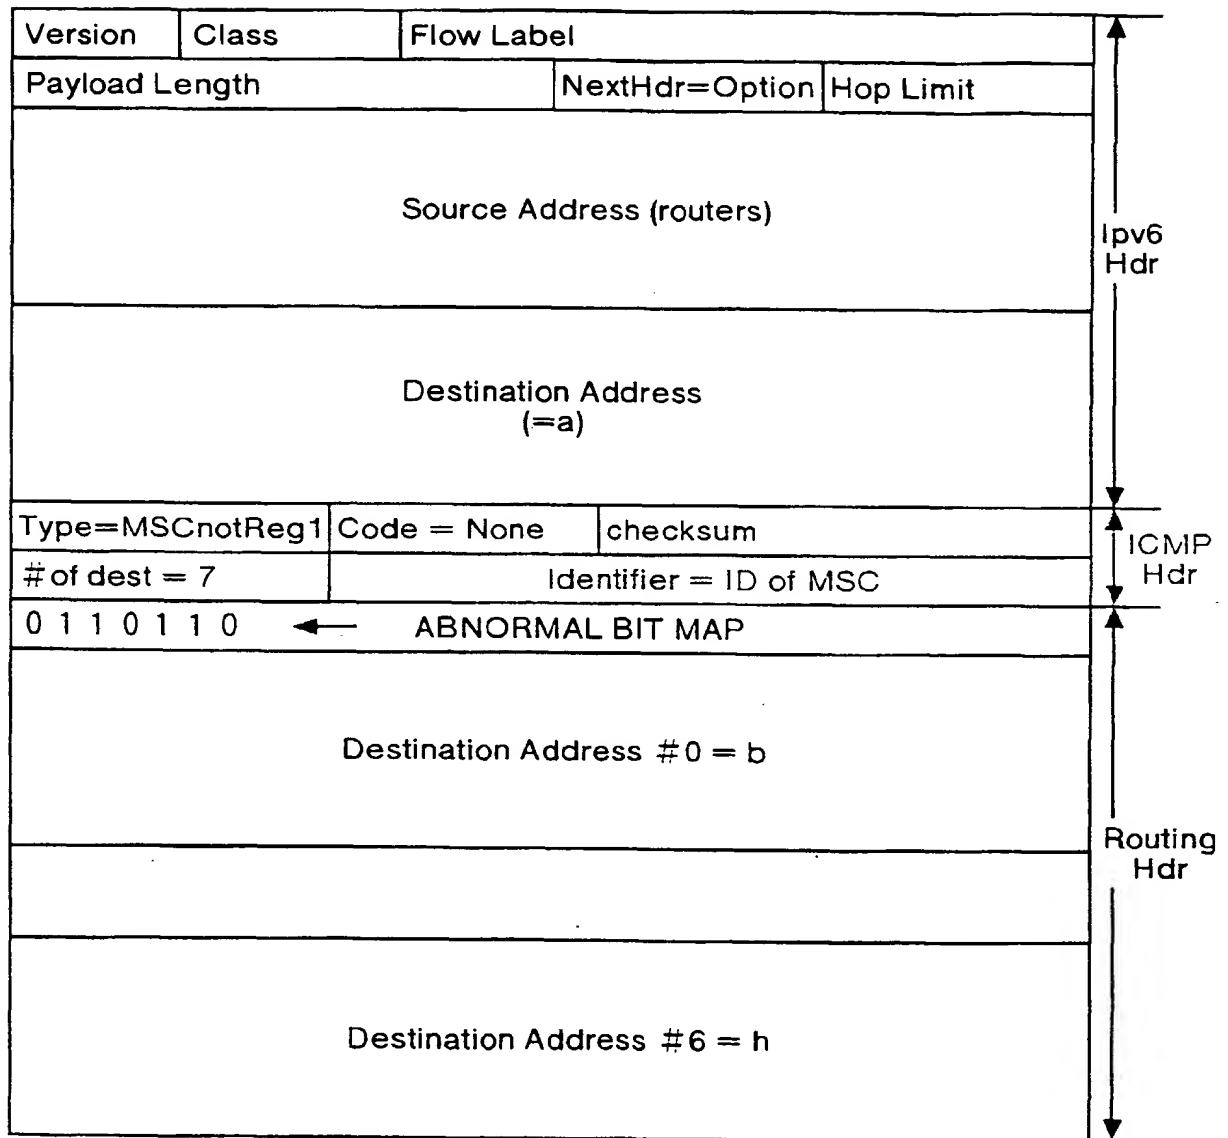 Version Class Flow Label
Payload Length NextHdr=Option Hop Limit
Source Address (routers)
Ipv6
Hdr
Destination Address
(=a)
Type=MSCnotReg1 Code = None checksum
ICMP
Hdr
# of dest = 7 Identifier = ID of MSC
0 1 1 0 1 1 0 ABNORMAL BIT MAP
Destination Address #0 = b
Routing
Hdr
Destination Address #6 = h